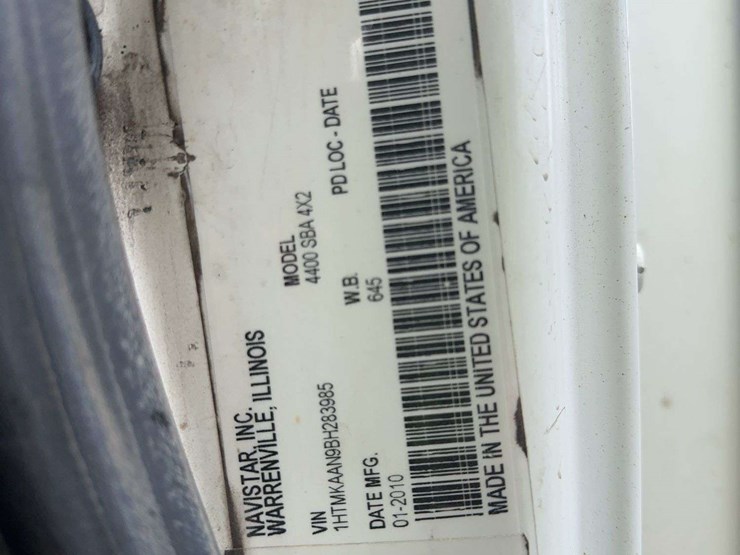 NAVISTAR, INC.
WARRENVILLE, ILLINOIS
VIN MODEL
1HTMKAAN9BH283985 4400 SBA 4X2
DATE MFG. W.B. PD LOC - DATE
01-2010 645
MADE IN THE UNITED STATES OF AMERICA